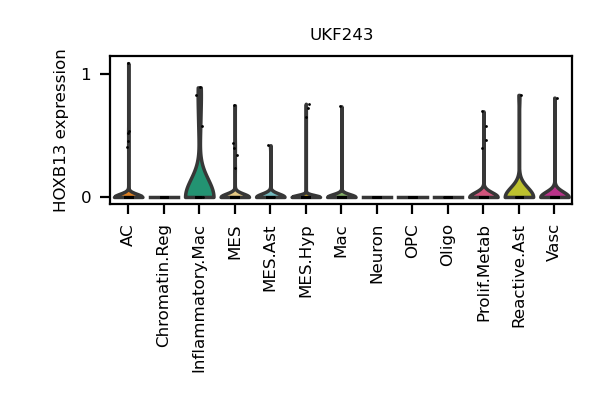 UKF243
HOXB13 expression
1
0
AC
Chromatin.Reg
Inflammatory.Mac
MES
MES.Ast
MES.Hyp
Mac
Neuron
OPC
Oligo
Prolif.Metab
Reactive.Ast
Vasc